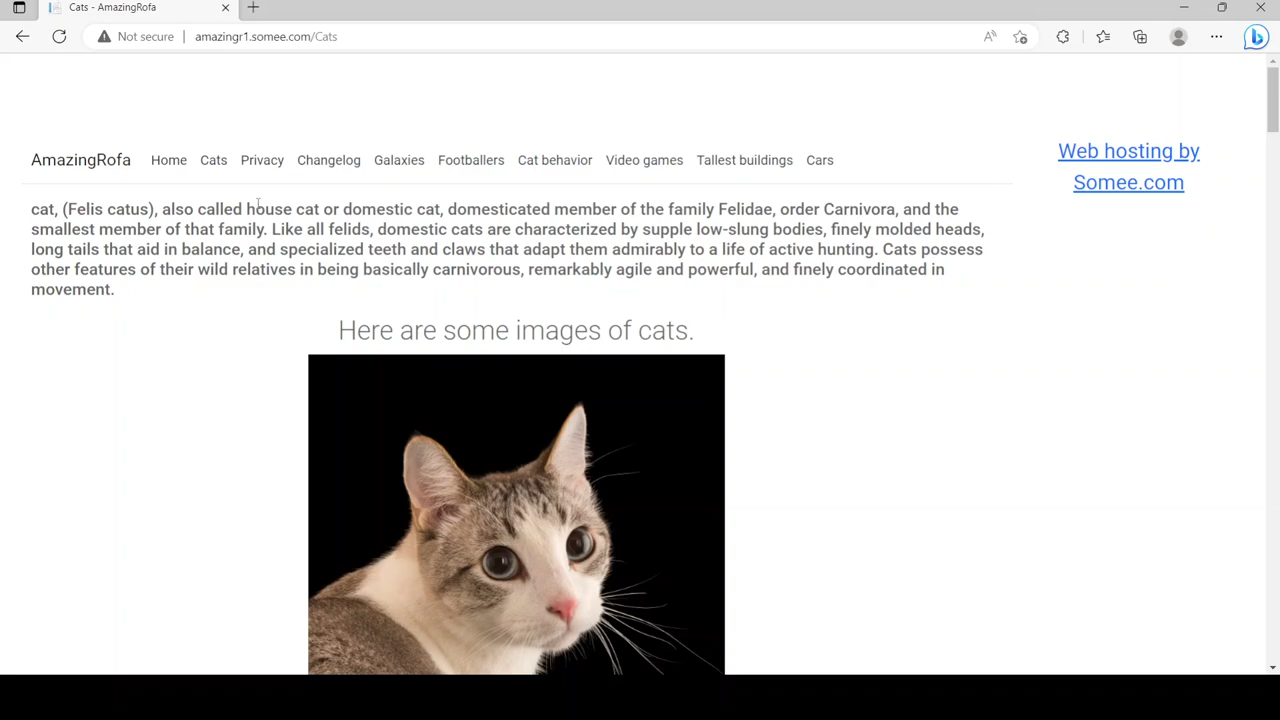 Cats - AmazingRofa
Not secure | amazingr1.somee.com/Cats
AmazingRofa Home Cats Privacy Changelog Galaxies Footballers Cat behavior Video games Tallest buildings Cars
Web hosting by
Somee.com
cat, (Felis catus), also called house cat or domestic cat, domesticated member of the family Felidae, order Carnivora, and the
smallest member of that family. Like all felids, domestic cats are characterized by supple low-slung bodies, finely molded heads,
long tails that aid in balance, and specialized teeth and claws that adapt them admirably to a life of active hunting. Cats possess
other features of their wild relatives in being basically carnivorous, remarkably agile and powerful, and finely coordinated in
movement.
Here are some images of cats.